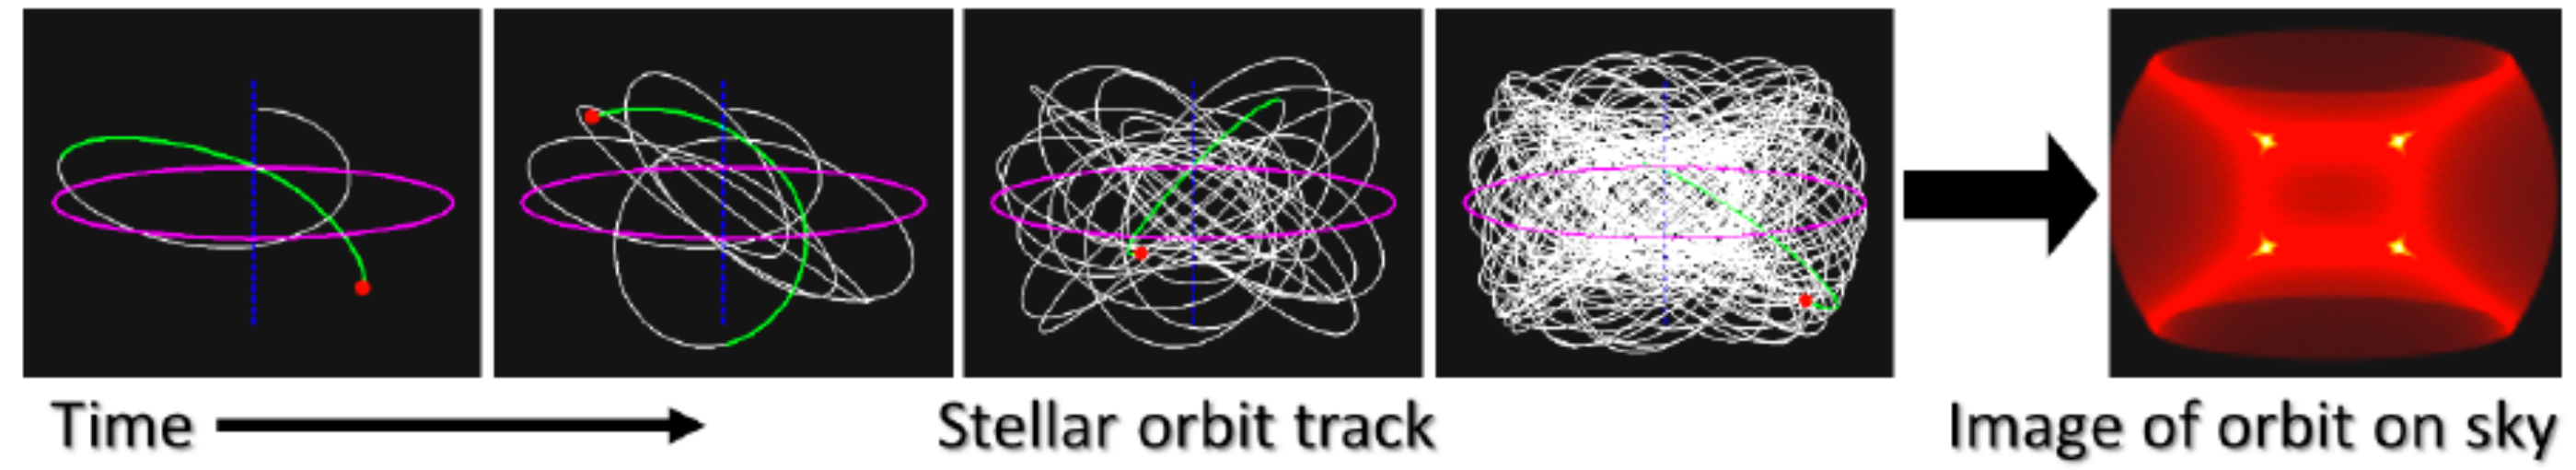 Time
Stellar orbit track
Image of orbit on sky